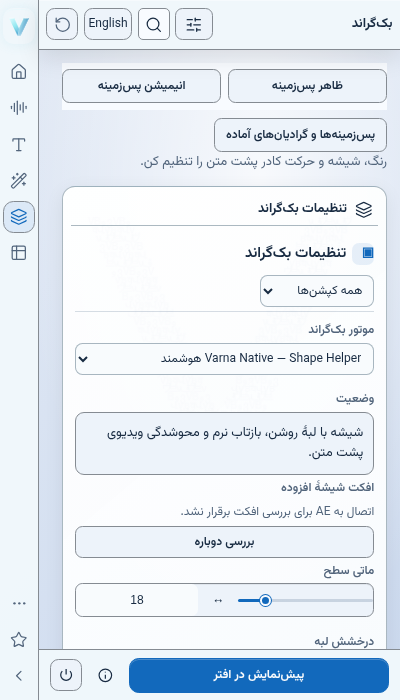 بک‌گراند
English
ظاهر پس‌زمینه
انیمیشن پس‌زمینه
پس‌زمینه‌ها و گرادیان‌های آماده
رنگ، شیشه و حرکت کادر پشت متن را تنظیم کن.
تنظیمات بک‌گراند
تنظیمات بک‌گراند
همه کپشن‌ها
موتور بک‌گراند
Varna Native — Shape Helper هوشمند
وضعیت
شیشه با لبهٔ روشن، بازتاب نرم و محوشدگی ویدیوی
پشت متن.
افکت شیشهٔ افزوده
اتصال به AE برای بررسی افکت برقرار نشد.
بررسی دوباره
ماتی سطح
18
درخشش لبه
پیش‌نمایش در افتر